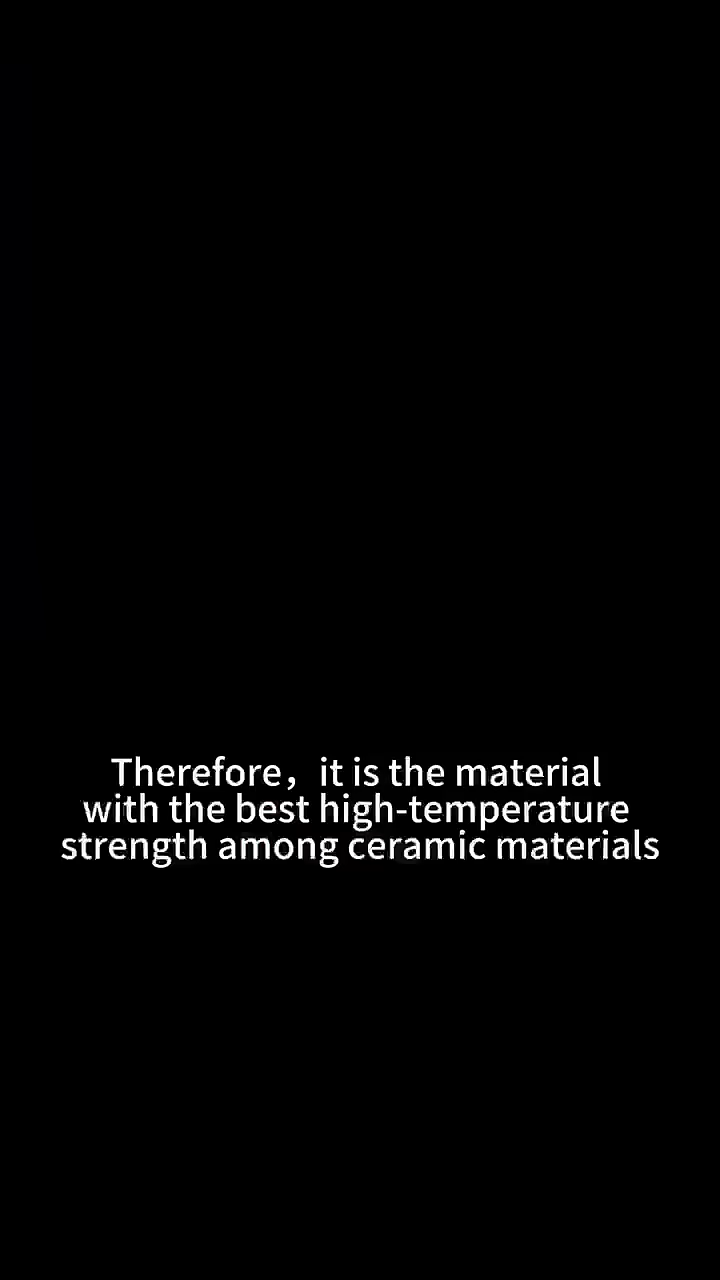 Therefore，it is the material
with the best high-temperature
strength among ceramic materials